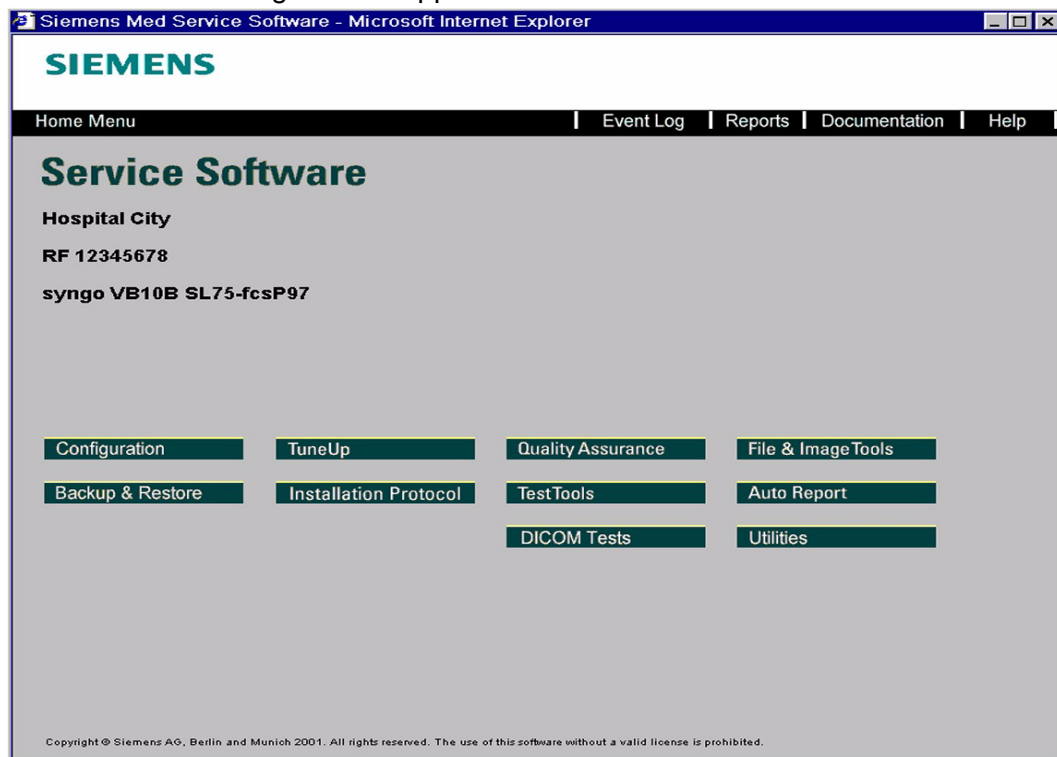 Siemens Med Service Software - Microsoft Internet Explorer
SIEMENS
Home Menu Event Log Reports Documentation Help
Service Software
Hospital City
RF 12345678
syngo VB10B SL75-fcsP97
Configuration TuneUp Quality Assurance File & Image Tools
Backup & Restore Installation Protocol Test Tools Auto Report
DICOM Tests Utilities
Copyright © Siemens AG, Berlin and Munich 2001. All rights reserved. The use of this software without a valid license is prohibited.